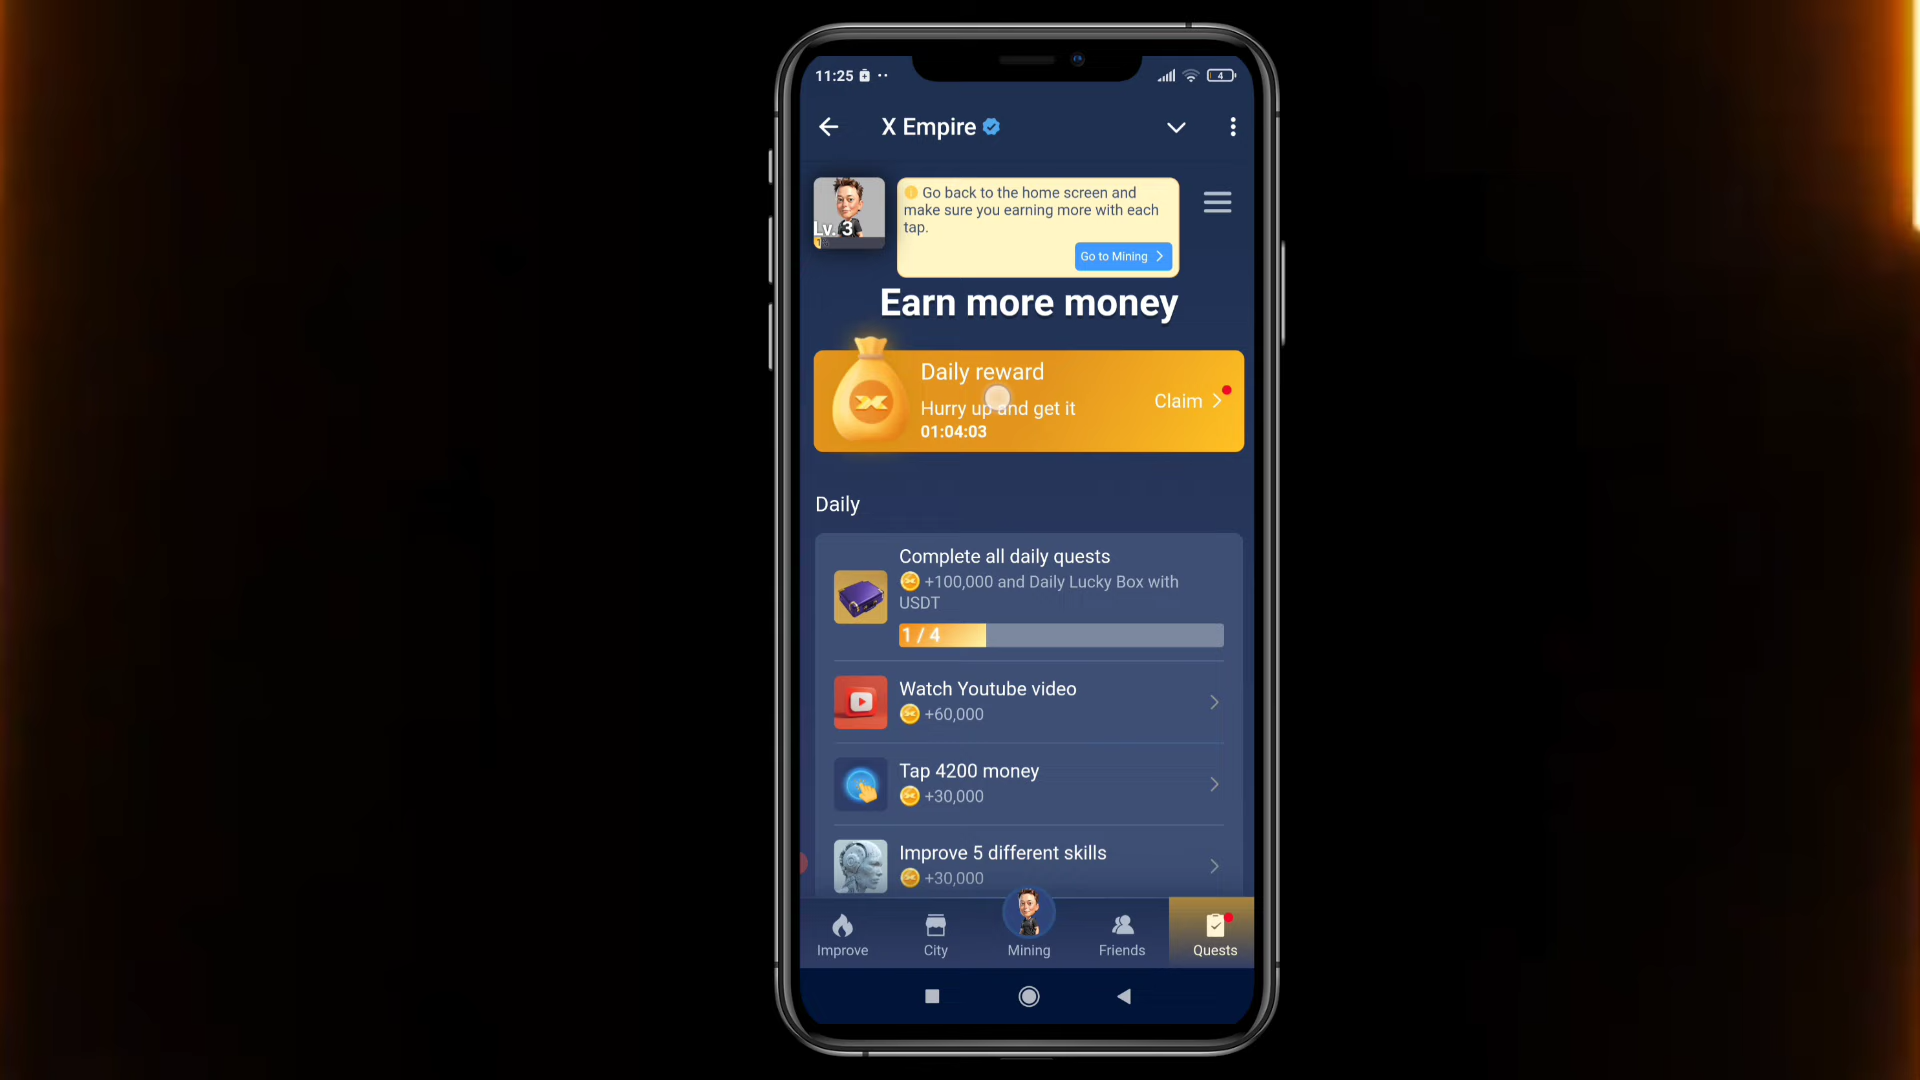 11:25
4
X Empire
Go back to the home screen and
make sure you earning more with each
tap.
Go to Mining
Lv. 3
Earn more money
Daily reward
Hurry up and get it
01:04:03
Claim
Daily
Complete all daily quests
+100,000 and Daily Lucky Box with
USDT
1 / 4
Watch Youtube video
+60,000
Tap 4200 money
+30,000
Improve 5 different skills
+30,000
Improve
City
Mining
Friends
Quests